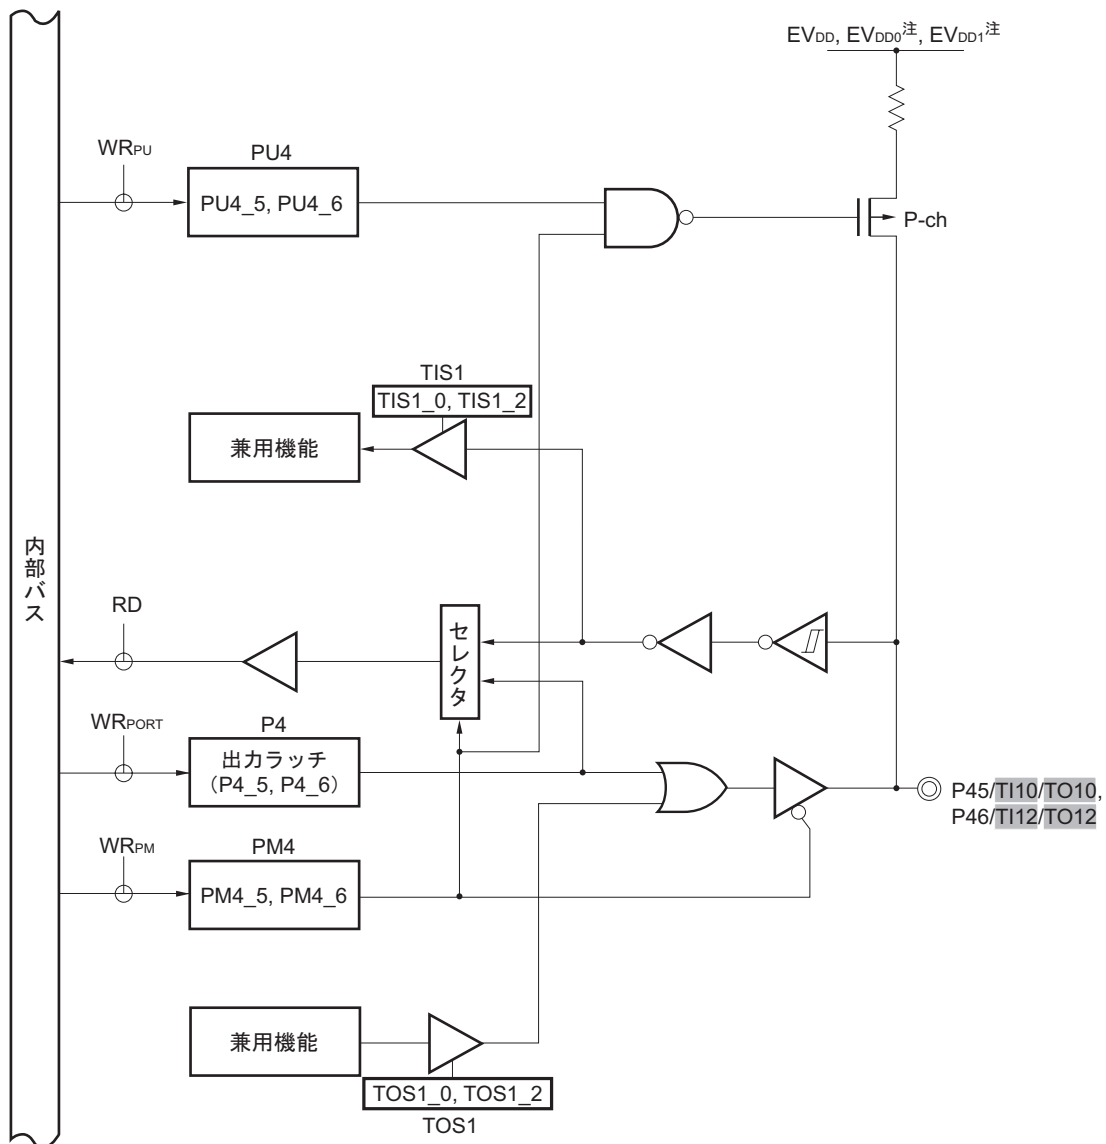 EVDD, EVDD0注, EVDD1注
WRPU
PU4
PU4_5, PU4_6
P-ch
TIS1
TIS1_0, TIS1_2
兼用機能
内部バス
RD
セレクタ
WRPORT
P4
出力ラッチ
(P4_5, P4_6)
P45/TI10/TO10,
P46/TI12/TO12
WRPM
PM4
PM4_5, PM4_6
兼用機能
TOS1_0, TOS1_2
TOS1